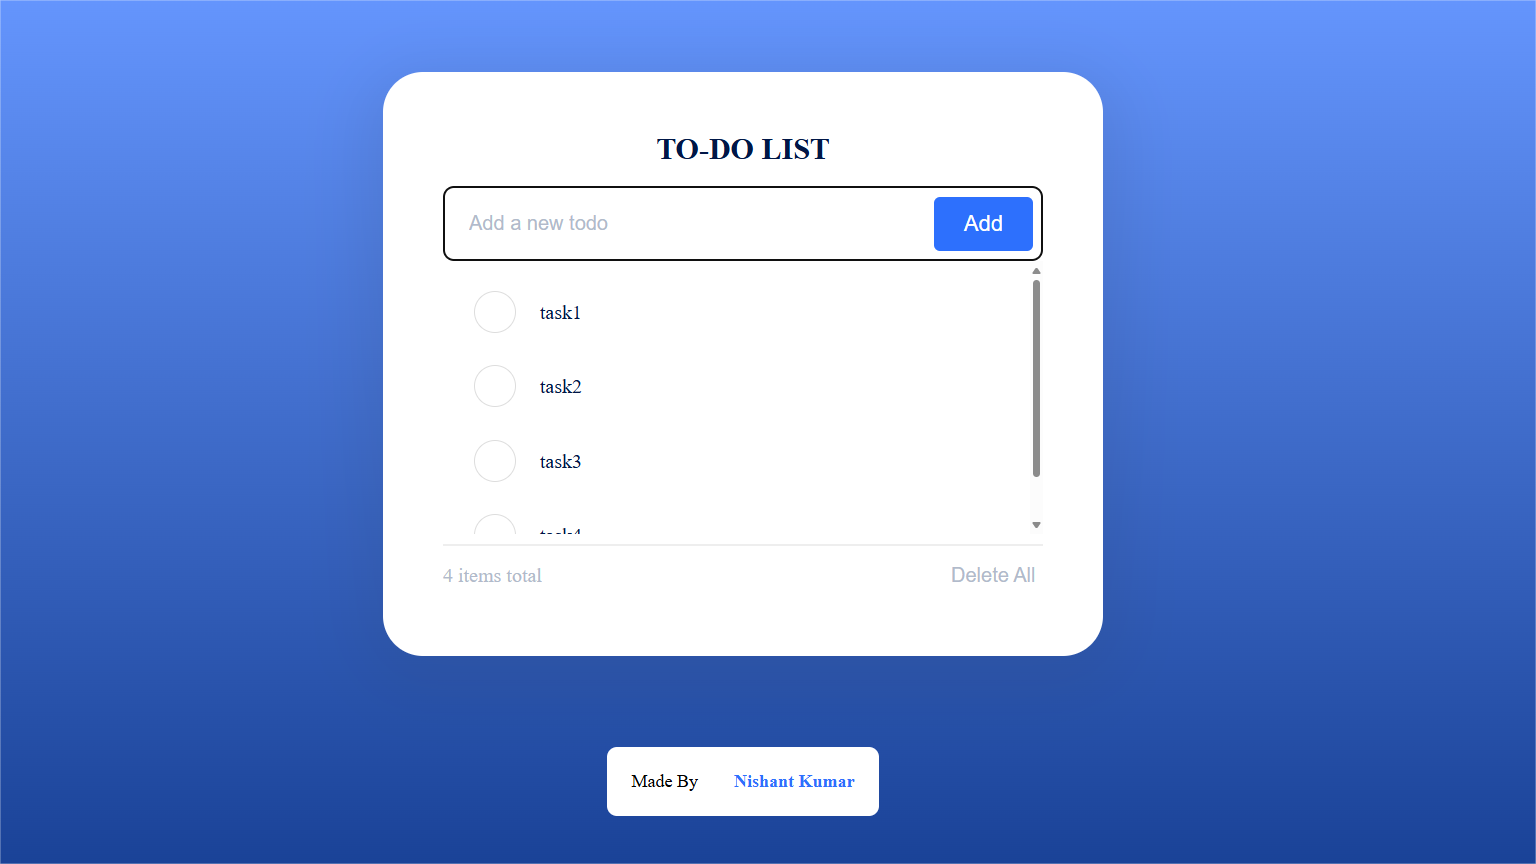 TO-DO LIST
Add a new todo
Add
task1
task2
task3
task4
4 items total
Delete All
Made By Nishant Kumar